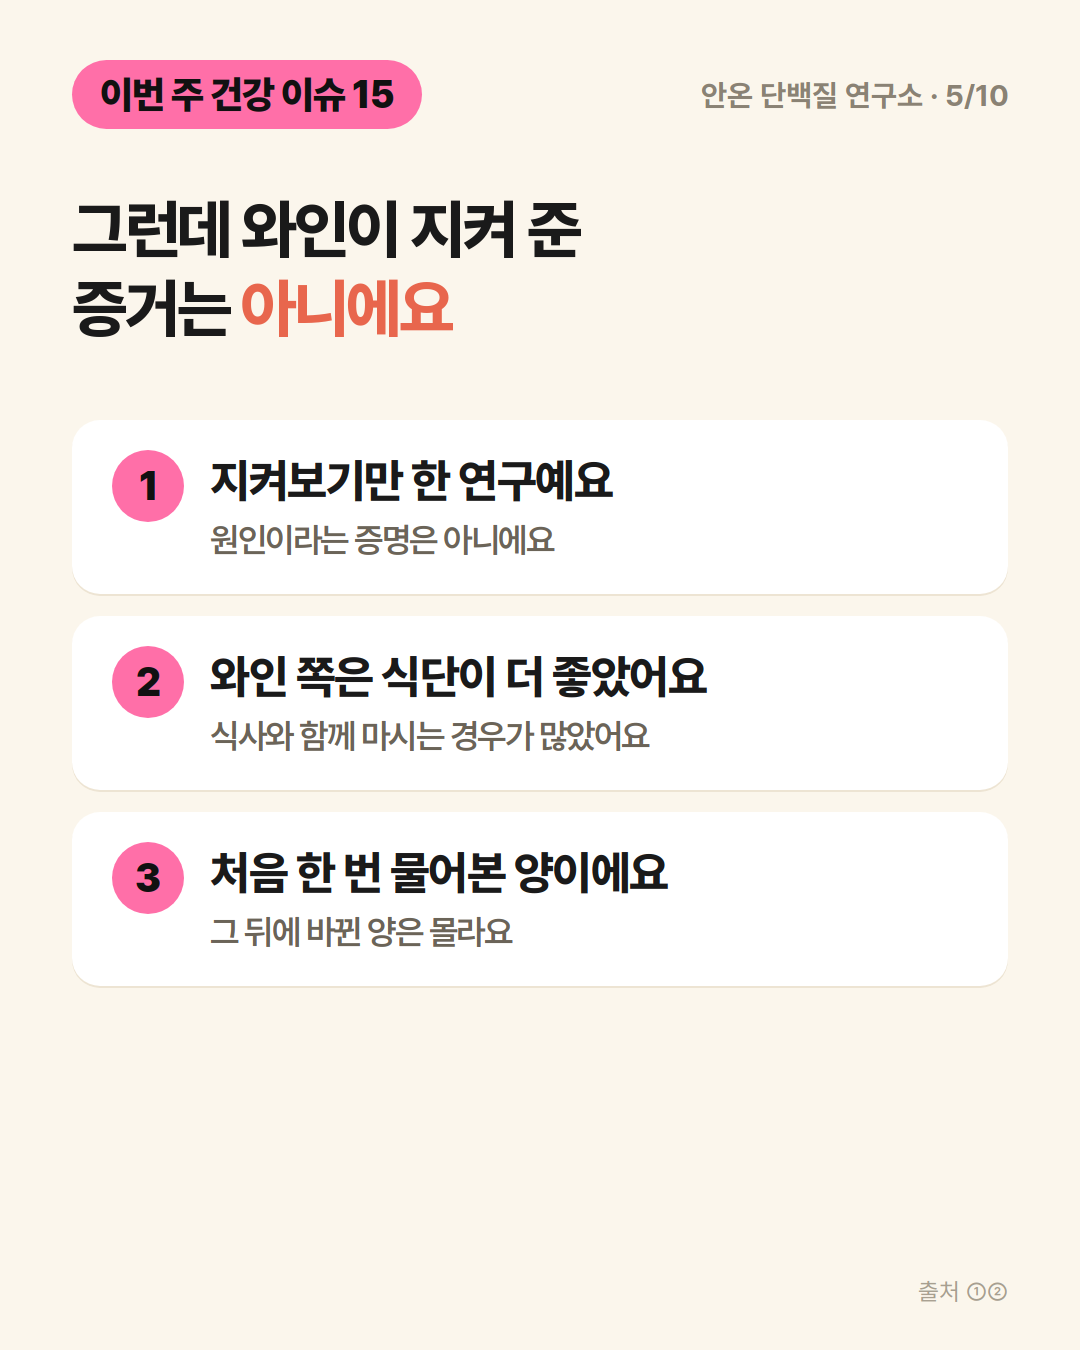 이번 주 건강 이슈 15
안온 단백질 연구소 · 5/10
그런데 와인이 지켜 준
증거는 아니에요
1
지켜보기만 한 연구예요
원인이라는 증명은 아니에요
2
와인 쪽은 식단이 더 좋았어요
식사와 함께 마시는 경우가 많았어요
3
처음 한 번 물어본 양이에요
그 뒤에 바뀐 양은 몰라요
출처 ①②